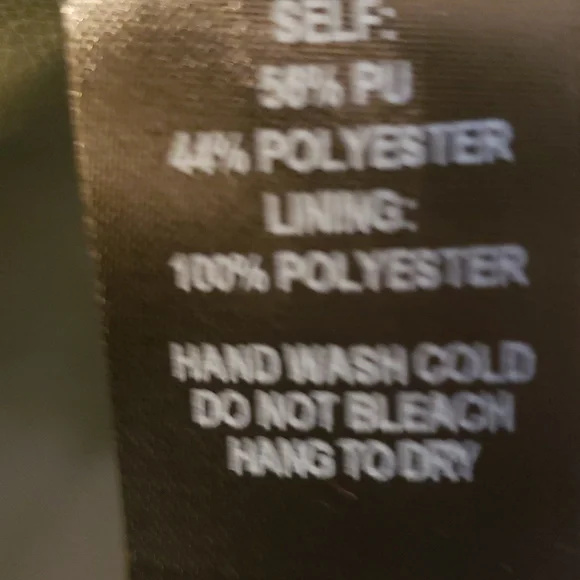 SELF:
56% PU
44% POLYESTER
LINING:
100% POLYESTER
HAND WASH COLD
DO NOT BLEACH
HANG TO DRY